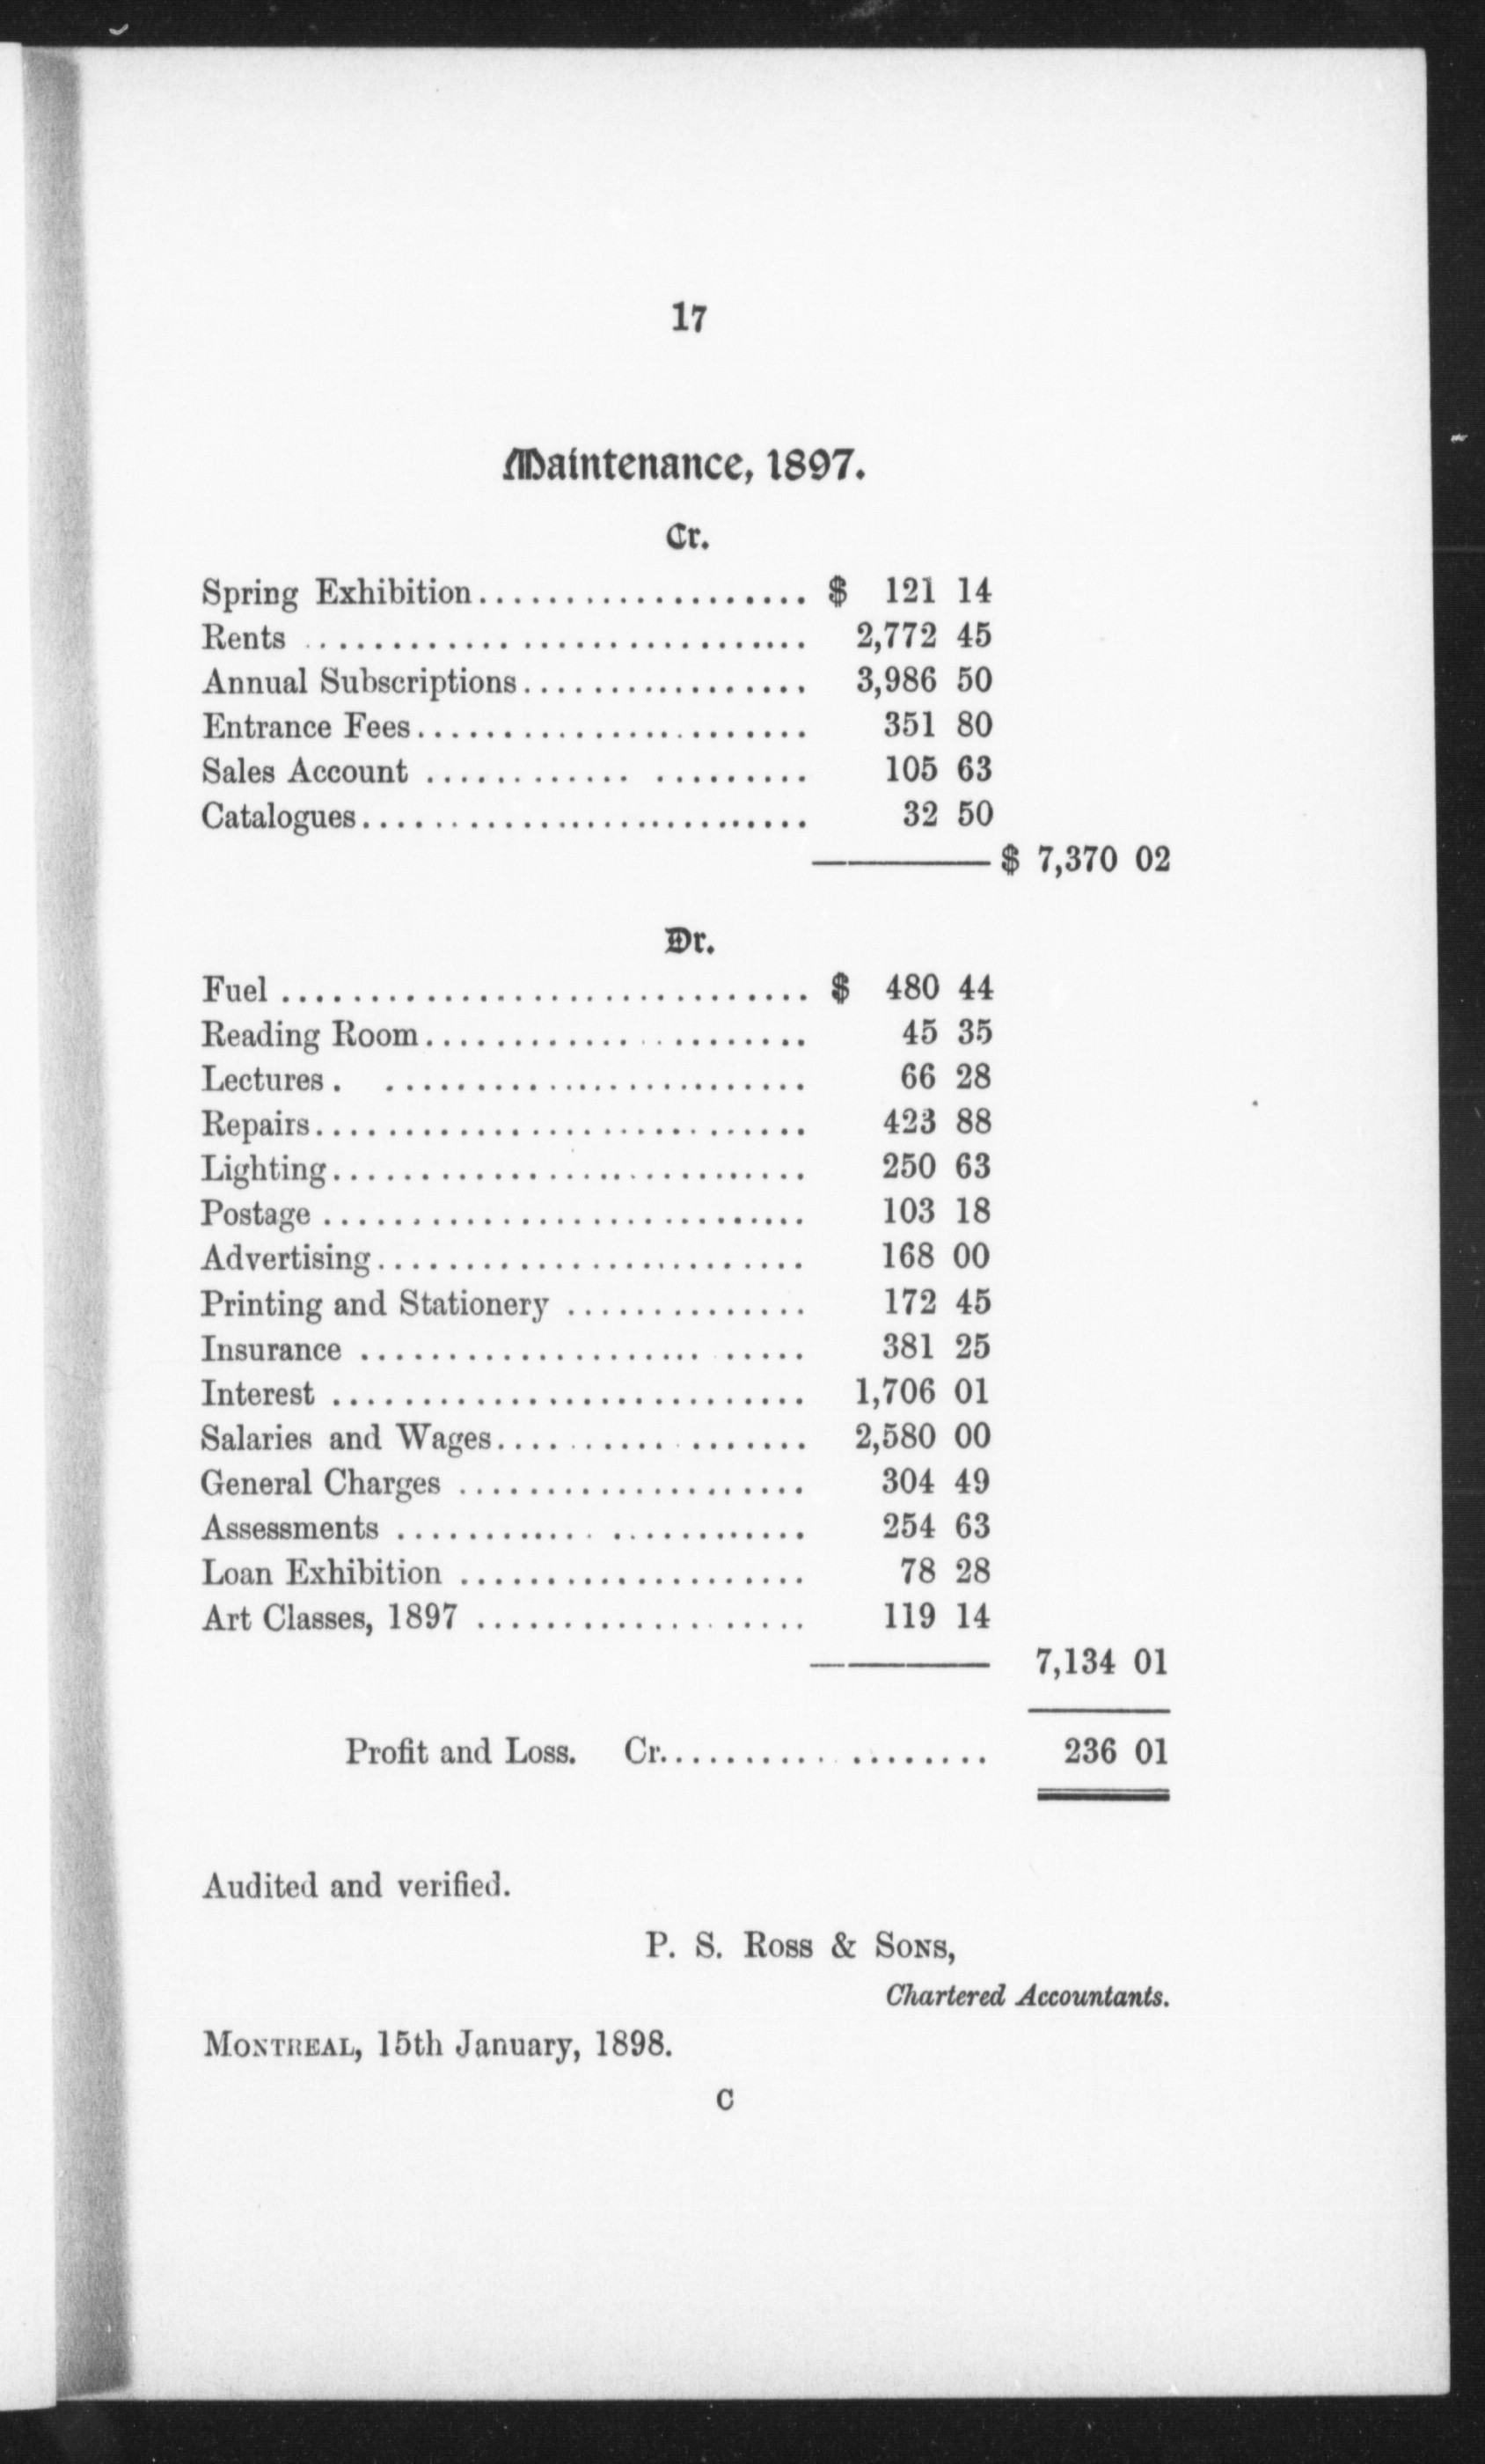 17
Maintenance, 1897.
Cr.
Spring Exhibition................... $ 121 14
Rents ............................. 2,772 45
Annual Subscriptions................. 3,986 50
Entrance Fees....................... 351 80
Sales Account ............ ......... 105 63
Catalogues.......................... 32 50
$ 7,370 02
Dr.
Fuel .............................. $ 480 44
Reading Room...................... 45 35
Lectures. ........................ 66 28
Repairs............................ 423 88
Lighting........................... 250 63
Postage ........................... 103 18
Advertising........................ 168 00
Printing and Stationery .............. 172 45
Insurance ................... ..... 381 25
Interest ........................... 1,706 01
Salaries and Wages.......... ....... 2,580 00
General Charges .................... 304 49
Assessments ............ ........... 254 63
Loan Exhibition .................... 78 28
Art Classes, 1897 ................... 119 14
7,134 01
Profit and Loss. Cr.......... ........ 236 01
Audited and verified.
P. S. Ross & Sons,
Chartered Accountants.
Montreal, 15th January, 1898.
C